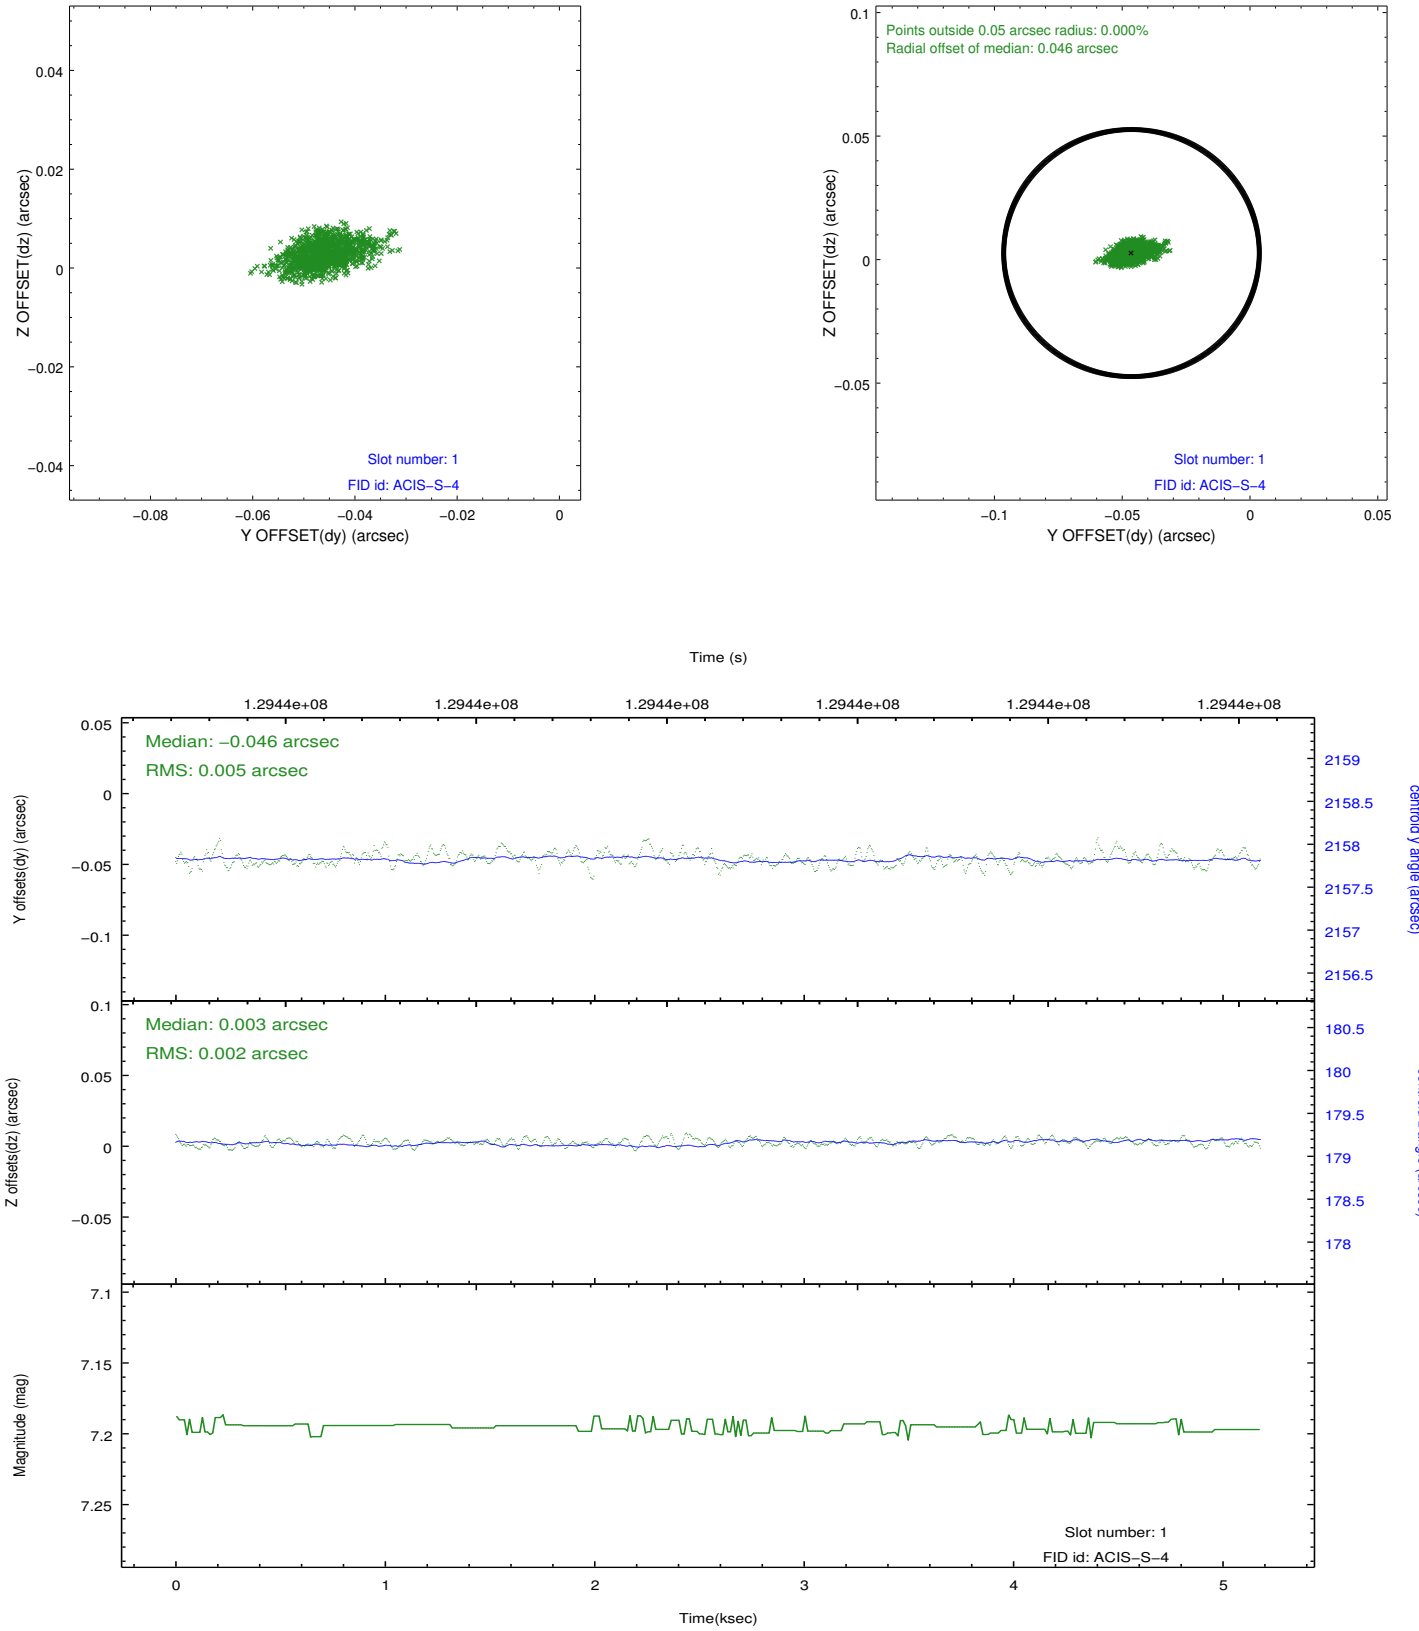 0.04
0.02
0
−0.02
−0.04
Z OFFSET(dz) (arcsec)
Slot number: 1
FID id: ACIS−S−4
−0.08 −0.06 −0.04 −0.02 0
Y OFFSET(dy) (arcsec)
Points outside 0.05 arcsec radius: 0.000%
Radial offset of median: 0.046 arcsec
0.1
0.05
0
−0.05
Z OFFSET(dz) (arcsec)
Slot number: 1
FID id: ACIS−S−4
−0.1 −0.05 0 0.05
Y OFFSET(dy) (arcsec)
Time (s)
1.2944e+08 1.2944e+08 1.2944e+08 1.2944e+08 1.2944e+08 1.2944e+08
Median: −0.046 arcsec
RMS: 0.005 arcsec
0.05
0
−0.05
−0.1
Y offsets(dy) (arcsec)
2159
2158.5
2158
2157.5
2157
2156.5
centroid y angle (arcsec)
Median: 0.003 arcsec
RMS: 0.002 arcsec
0.1
0.05
0
−0.05
Z offsets(dz) (arcsec)
180.5
180
179.5
179
178.5
178
7.1
7.15
7.2
7.25
Magnitude (mag)
Slot number: 1
FID id: ACIS−S−4
0 1 2 3 4 5
Time(ksec)